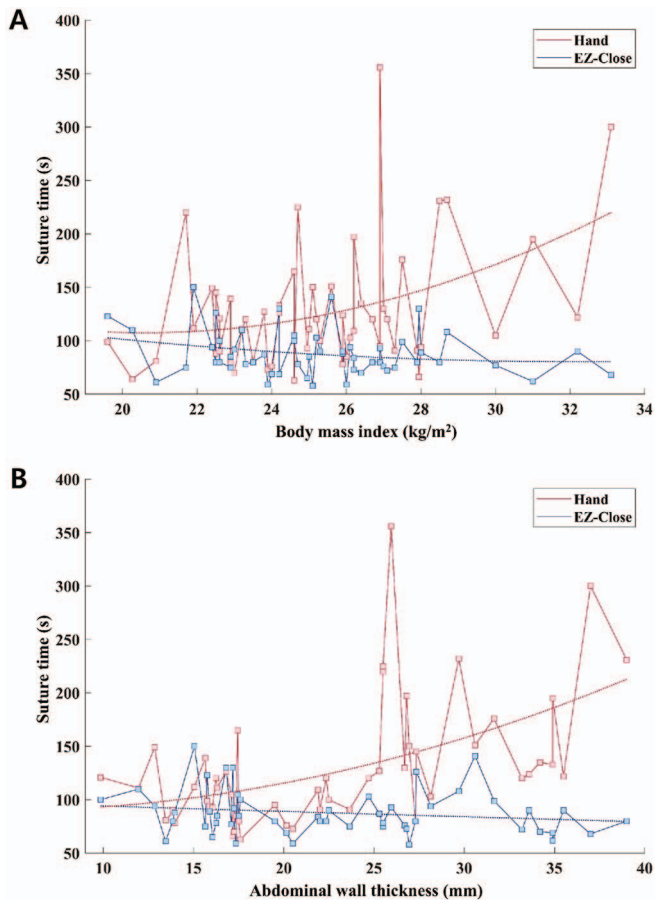 A
400
350
300
250
200
150
100
50
Suture time (s)
Hand
EZ-Close
20 22 24 26 28 30 32 34
Body mass index (kg/m²)
B
400
350
300
250
200
150
100
50
Suture time (s)
Hand
EZ-Close
10 15 20 25 30 35 40
Abdominal wall thickness (mm)